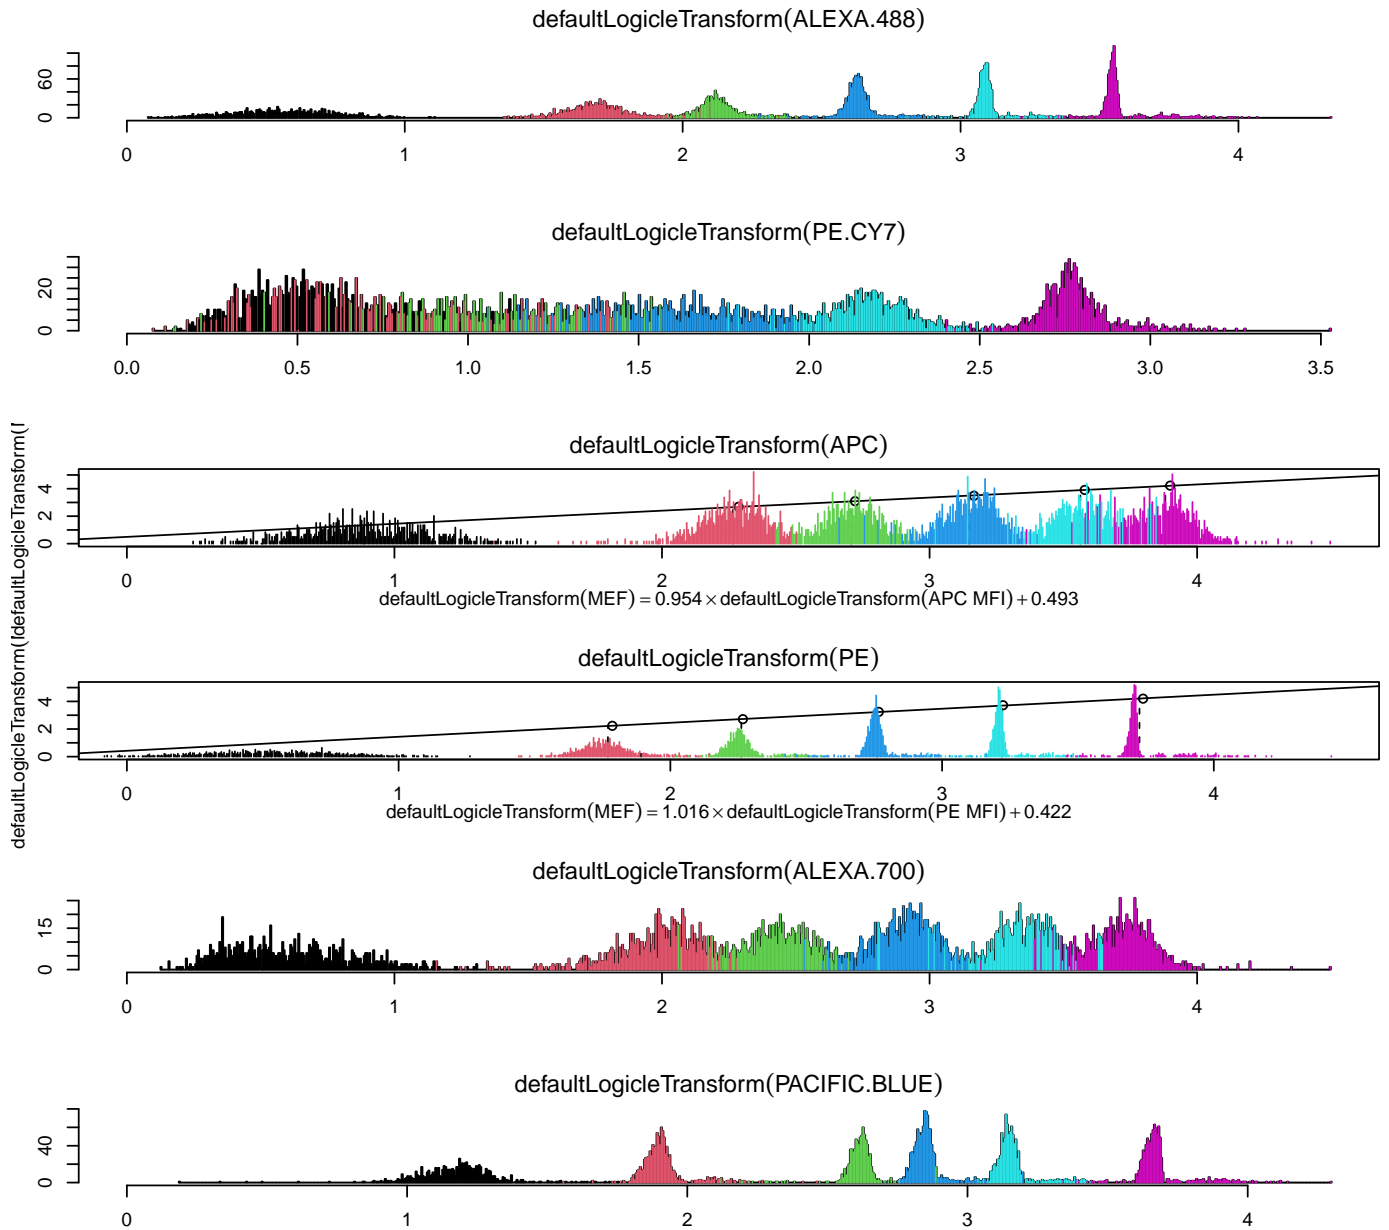 defaultLogicleTransform(ALEXA.488)
0 60
0 1 2 3 4
defaultLogicleTransform(PE.CY7)
0 20
0.0 0.5 1.0 1.5 2.0 2.5 3.0 3.5
defaultLogicleTransform(APC)
0 2 4
0 1 2 3 4
defaultLogicleTransform(MEF) = 0.954 × defaultLogicleTransform(APC MFI) + 0.493
defaultLogicleTransform(PE)
0 2 4
0 1 2 3 4
defaultLogicleTransform(MEF) = 1.016 × defaultLogicleTransform(PE MFI) + 0.422
defaultLogicleTransform(ALEXA.700)
0 15
0 1 2 3 4
defaultLogicleTransform(PACIFIC.BLUE)
0 40
0 1 2 3 4
defaultLogicleTransform(
defaultLogicleTransform(